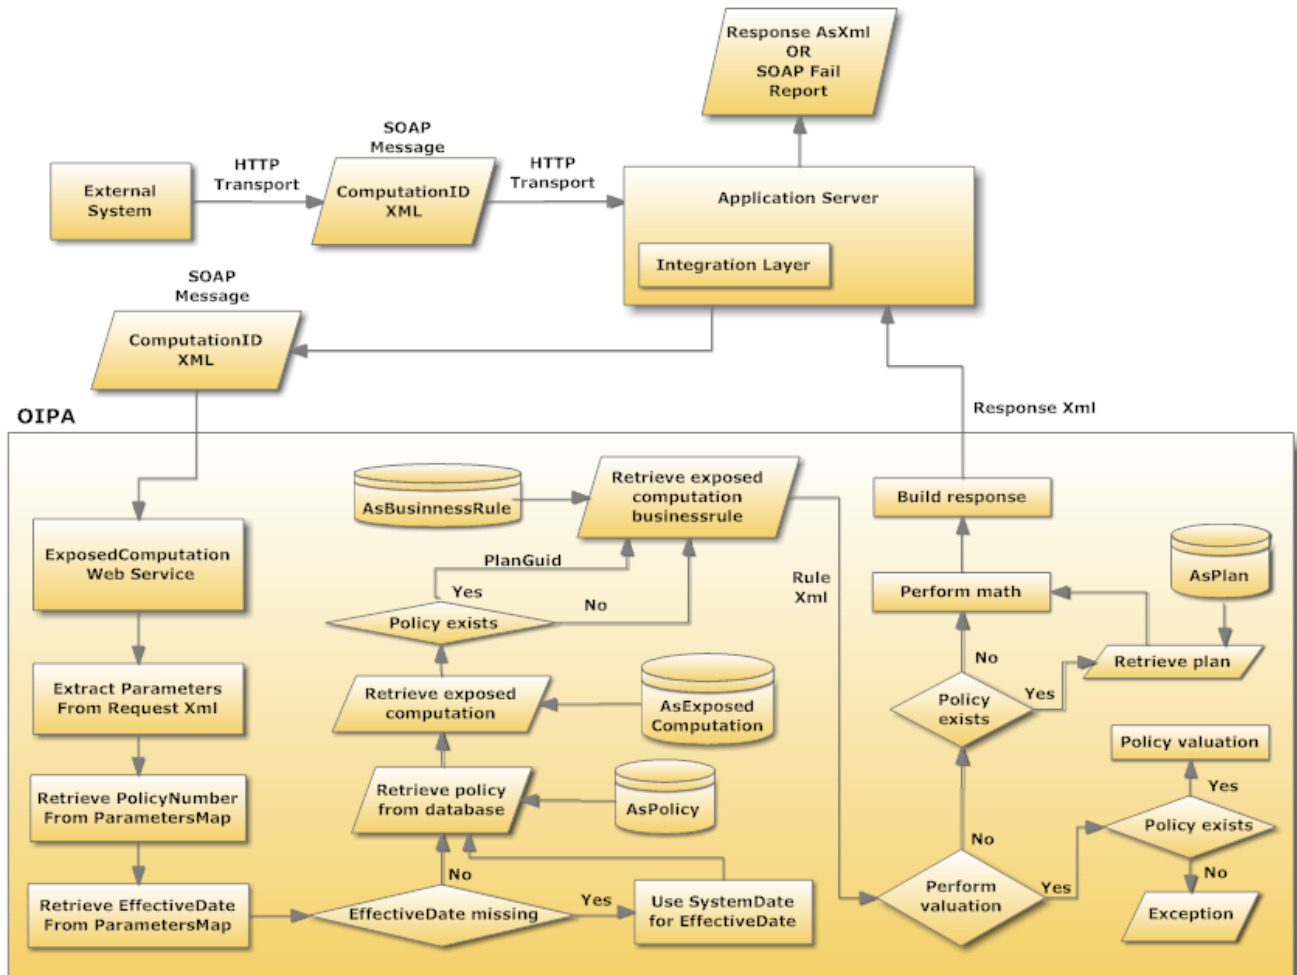 Response AsXml
OR
SOAP Fail
Report
SOAP
Message
HTTP
Transport
HTTP
Transport
External
System
ComputationID
XML
Application Server
Integration Layer
SOAP
Message
ComputationID
XML
Response Xml
OIPA
AsBusinnessRule
Retrieve exposed
computation
businessrule
Build response
ExposedComputation
Web Service
PlanGuid
Yes
No
Policy exists
Rule
Xml
Perform math
AsPlan
Retrieve plan
No
Yes
Policy
exists
Extract Parameters
From Request Xml
Retrieve exposed
computation
AsExposed
Computation
Policy valuation
Yes
Policy exists
No
Exception
Retrieve PolicyNumber
From ParametersMap
Retrieve policy
from database
AsPolicy
No
Retrieve EffectiveDate
From ParametersMap
EffectiveDate missing
No
Yes
Use SystemDate
for EffectiveDate
Perform
valuation
Yes